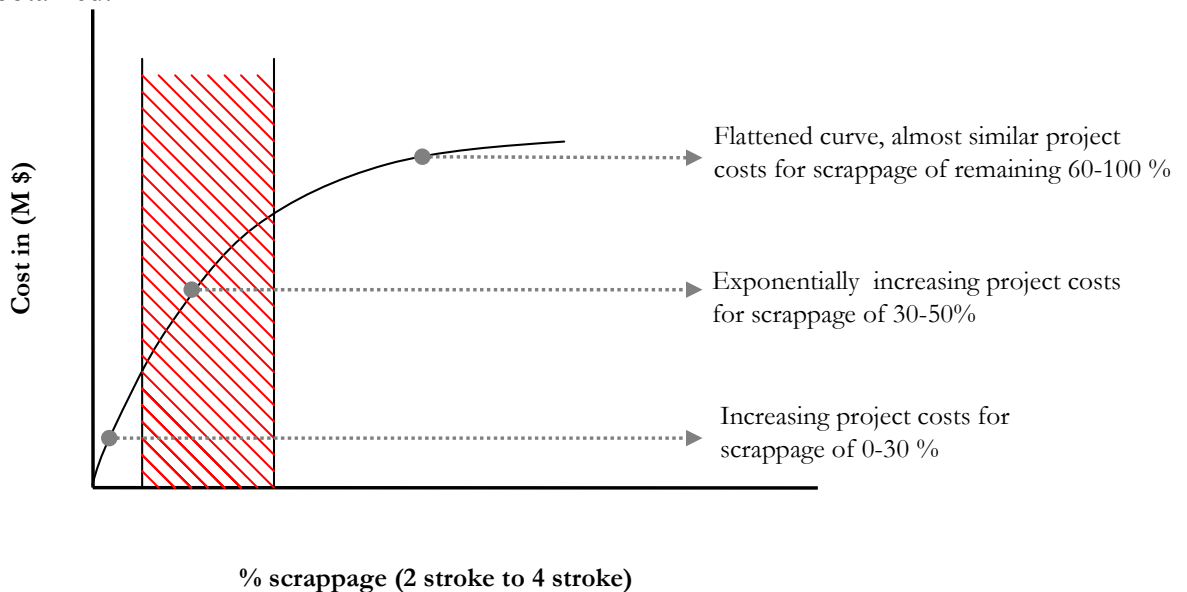 Cost in (M $)
Flattened curve, almost similar project
costs for scrappage of remaining 60-100 %
Exponentially increasing project costs
for scrappage of 30-50%
Increasing project costs for
scrappage of 0-30 %
% scrappage (2 stroke to 4 stroke)